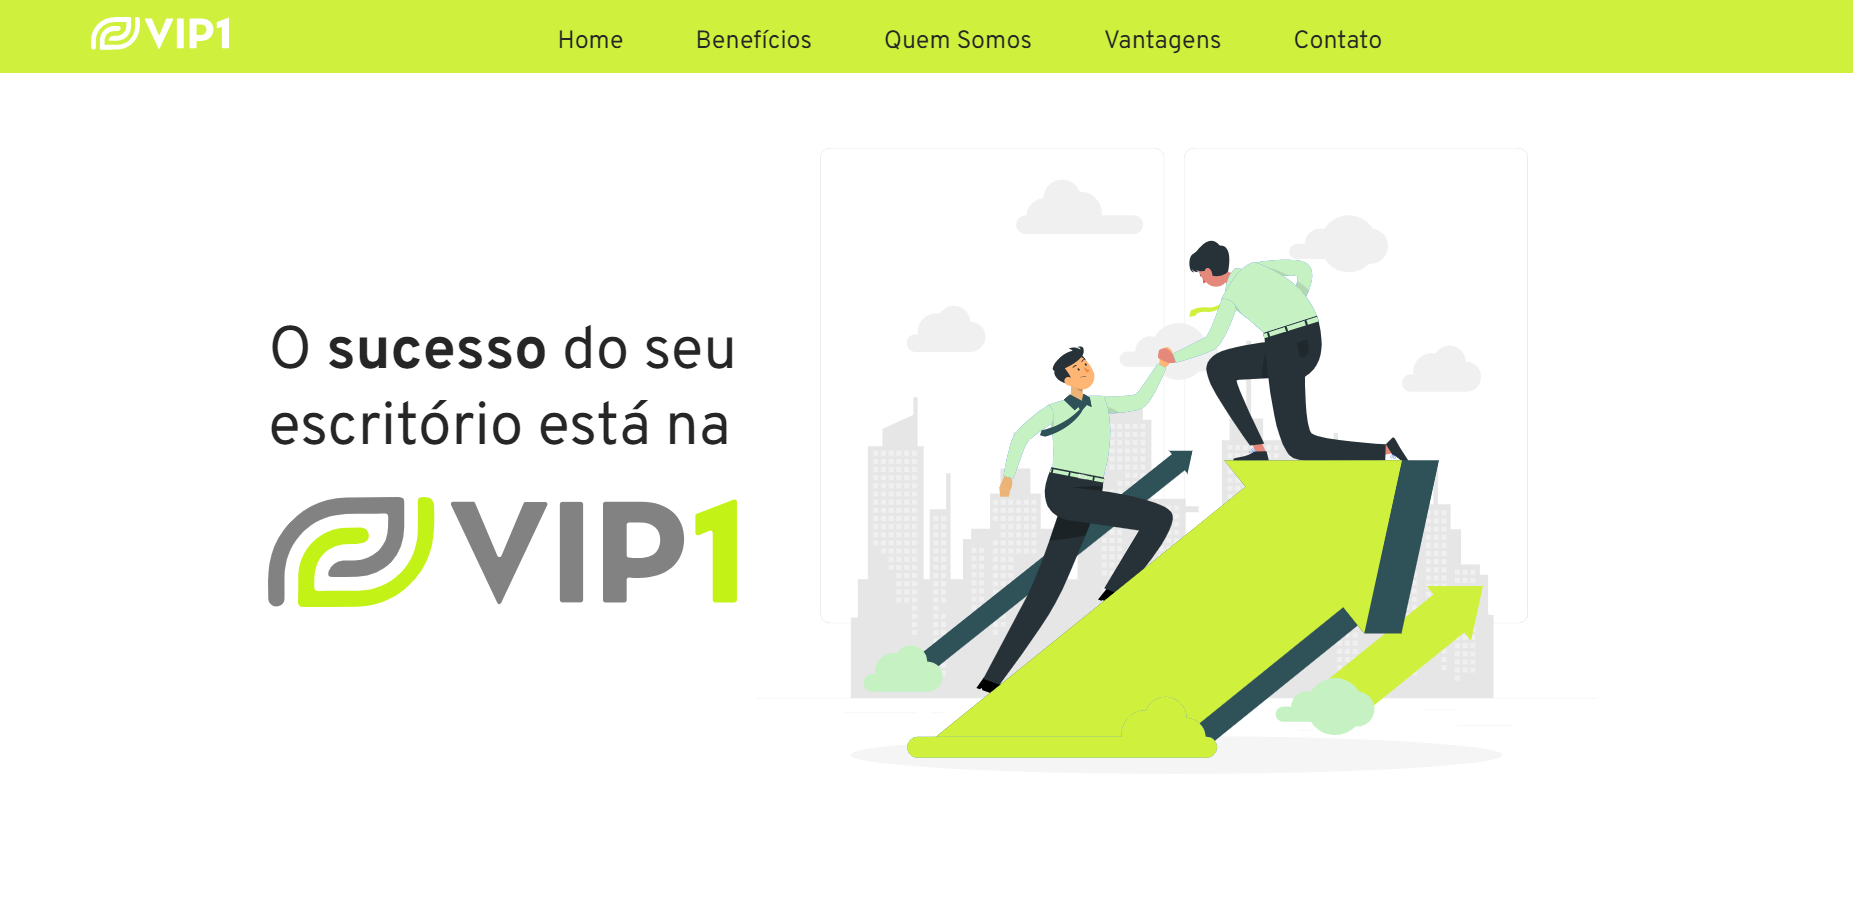 VIP1
Home Benefícios Quem Somos Vantagens Contato
O sucesso do seu
escritório está na
VIP1